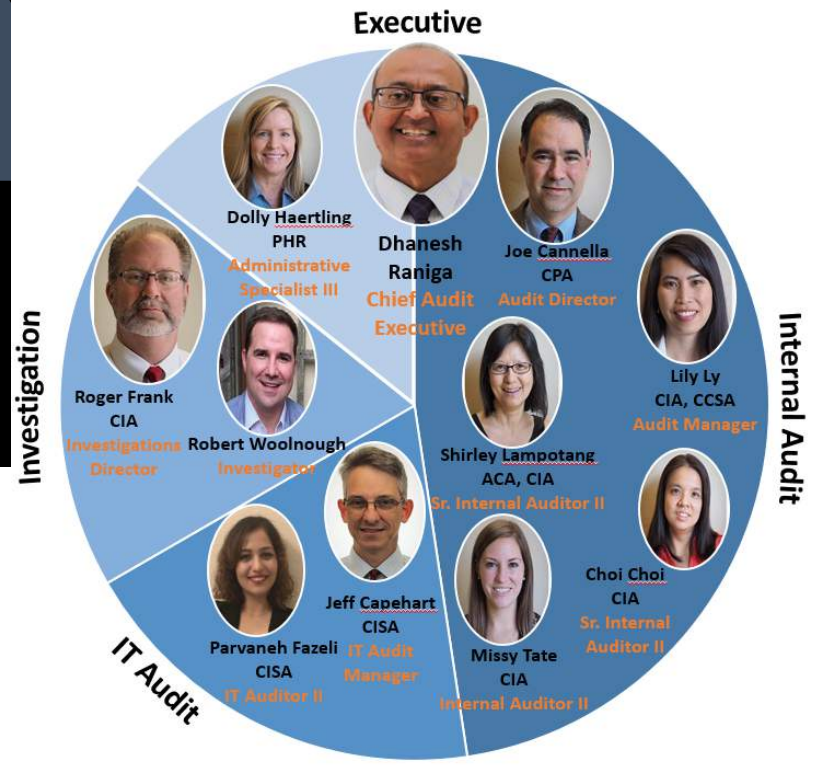 Executive
Dolly Haertling
PHR
Administrative
Specialist III
Dhanesh
Raniga
Chief Audit
Executive
Joe Cannella
CPA
Audit Director
Lily Ly
CIA, CCSA
Audit Manager
Shirley Lampotang
ACA, CIA
Sr. Internal Auditor II
Choi Choi
CIA
Sr. Internal
Auditor II
Missy Tate
CIA
Internal Auditor II
Internal Audit
Investigation
Roger Frank
CIA
Investigations
Director
Robert Woolnough
Investigator
Jeff Capehart
CISA
IT Audit
Manager
Parvaneh Fazeli
CISA
IT Auditor II
IT Audit